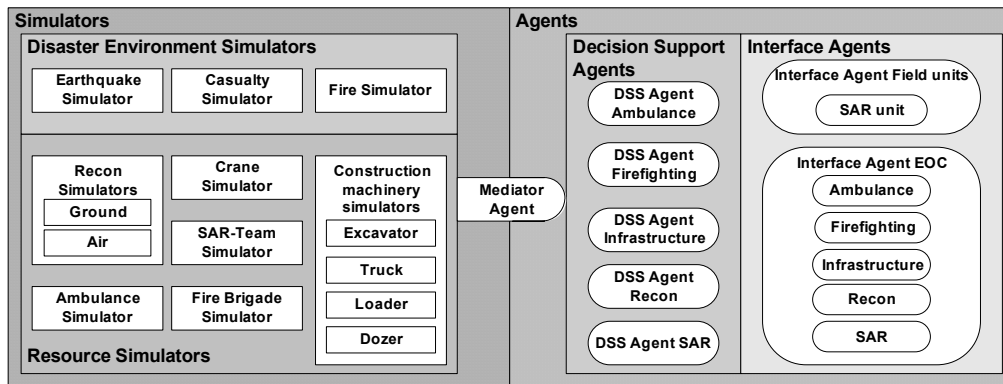 Simulators
Disaster Environment Simulators
Earthquake
Simulator
Casualty
Simulator
Fire Simulator
Recon
Simulators
Ground
Air
Crane
Simulator
SAR-Team
Simulator
Ambulance
Simulator
Fire Brigade
Simulator
Construction
machinery
simulators
Excavator
Truck
Loader
Dozer
Resource Simulators
Mediator
Agent
Agents
Decision Support
Agents
DSS Agent
Ambulance
DSS Agent
Firefighting
DSS Agent
Infrastructure
DSS Agent
Recon
DSS Agent SAR
Interface Agents
Interface Agent Field units
SAR unit
Interface Agent EOC
Ambulance
Firefighting
Infrastructure
Recon
SAR